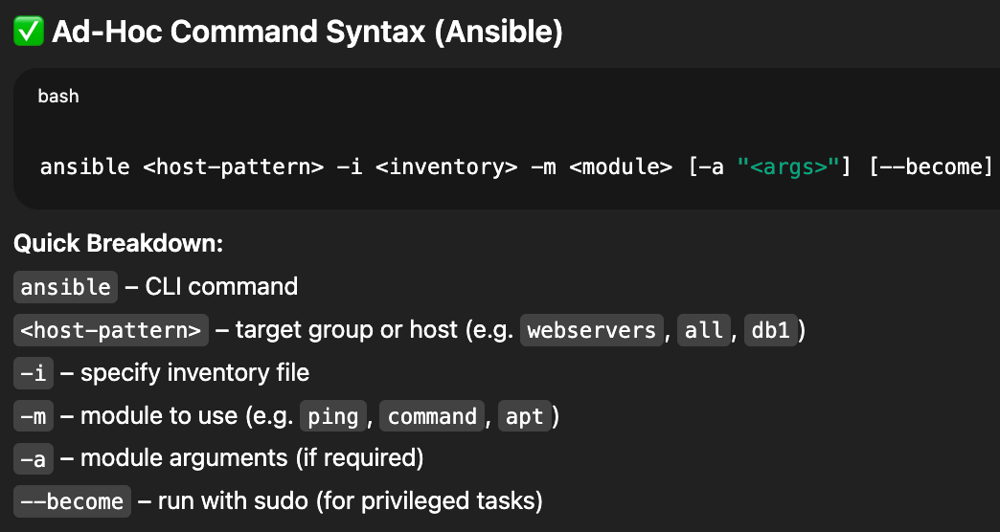 ✅ Ad-Hoc Command Syntax (Ansible)
bash
ansible <host-pattern> -i <inventory> -m <module> [-a "<args>"] [--become]
Quick Breakdown:
ansible – CLI command
<host-pattern> – target group or host (e.g. webservers, all, db1)
-i – specify inventory file
-m – module to use (e.g. ping, command, apt)
-a – module arguments (if required)
--become – run with sudo (for privileged tasks)